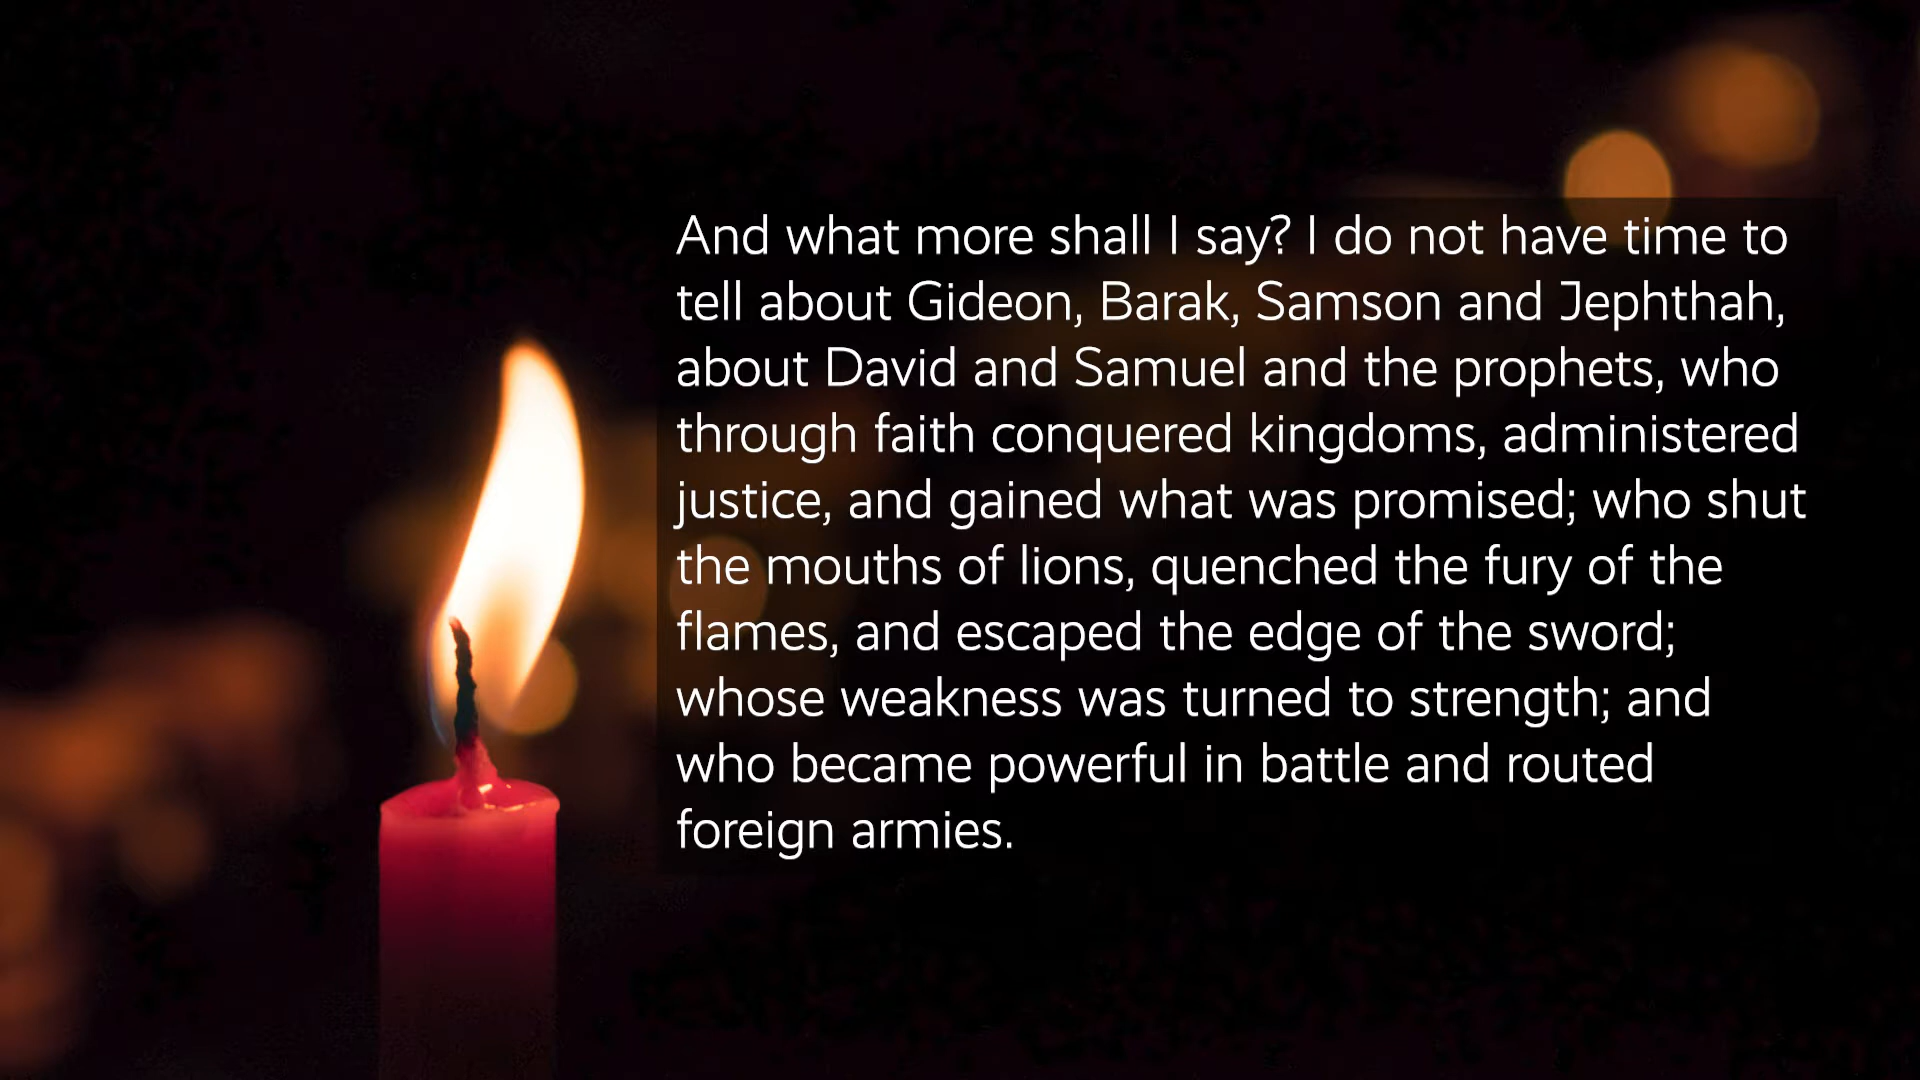 And what more shall I say? I do not have time to
tell about Gideon, Barak, Samson and Jephthah,
about David and Samuel and the prophets, who
through faith conquered kingdoms, administered
justice, and gained what was promised; who shut
the mouths of lions, quenched the fury of the
flames, and escaped the edge of the sword;
whose weakness was turned to strength; and
who became powerful in battle and routed
foreign armies.